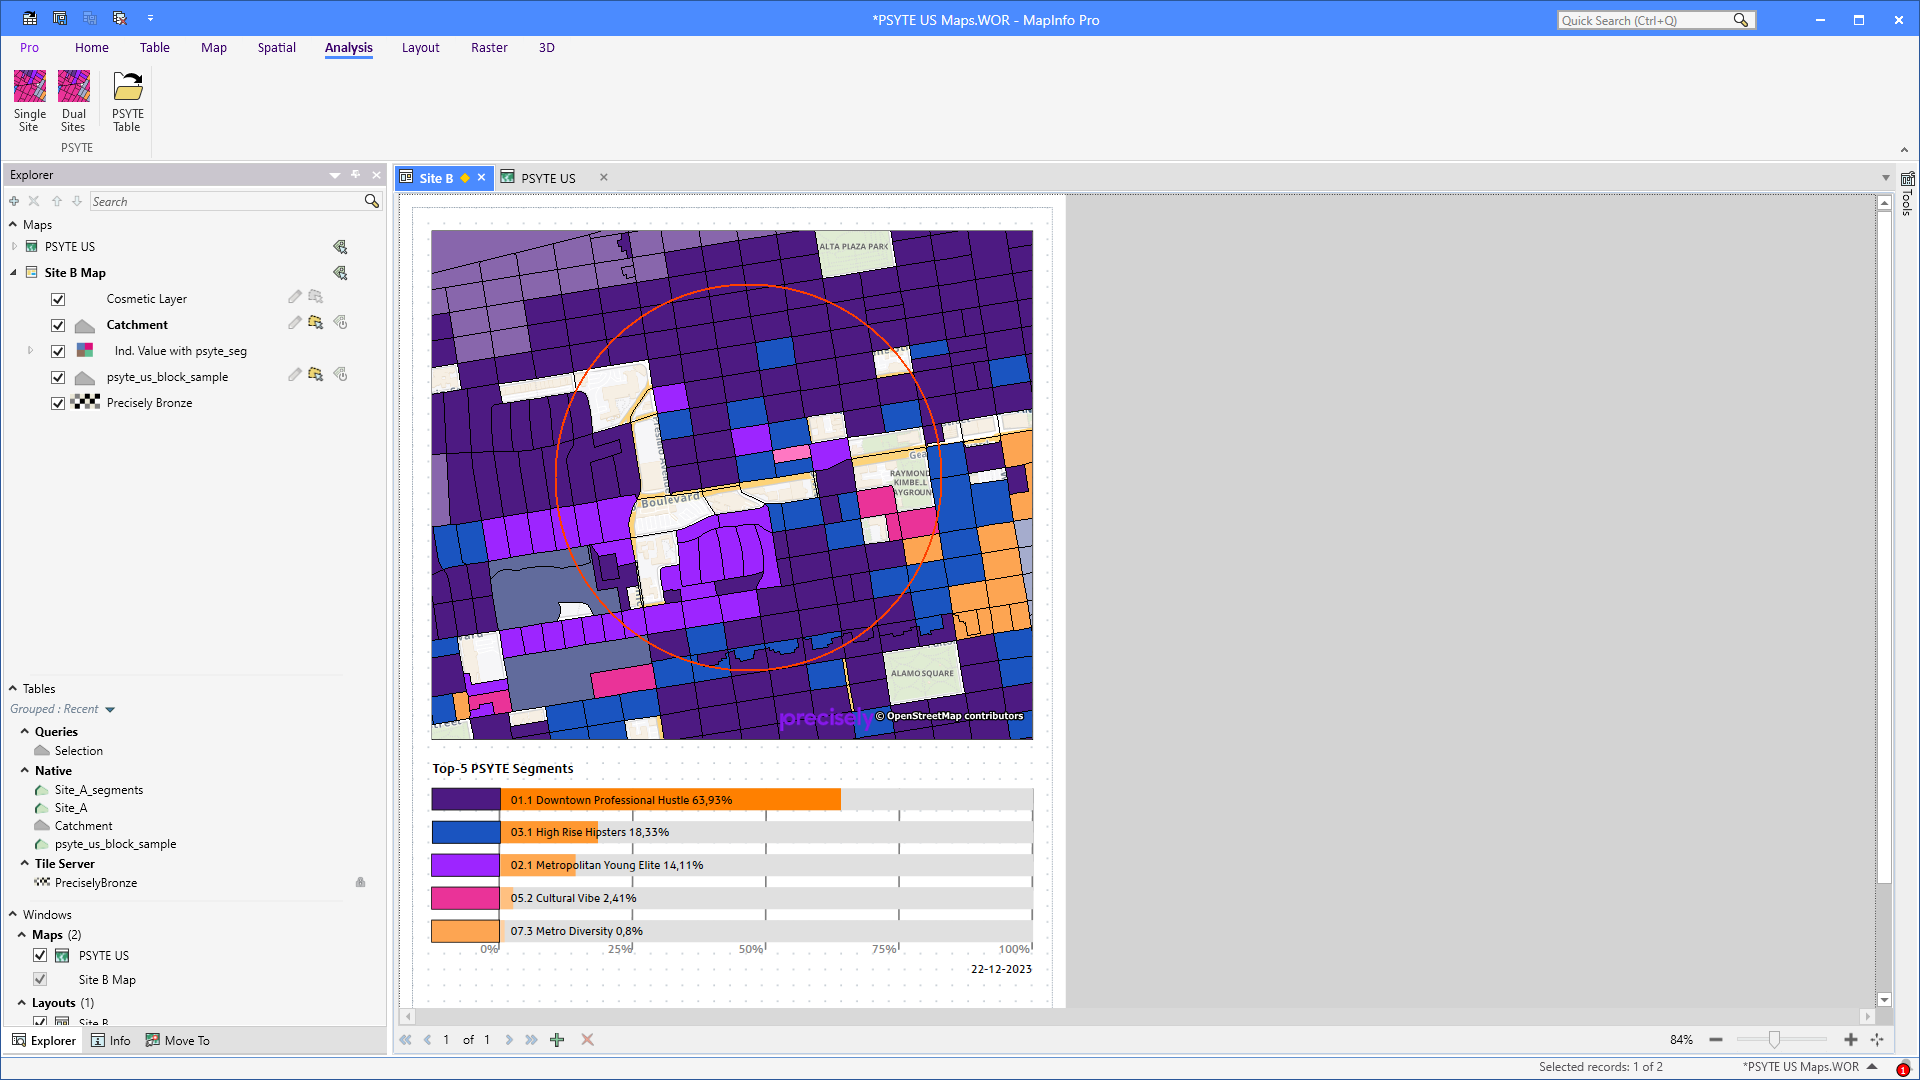 *PSYTE US Maps.WOR - MapInfo Pro
Quick Search (Ctrl+Q)
Pro Home Table Map Spatial Analysis Layout Raster 3D
Single Site
Dual Sites
PSYTE Table
PSYTE
Explorer
Search
Maps
PSYTE US
Site B Map
Cosmetic Layer
Catchment
Ind. Value with psyte_seg
psyte_us_block_sample
Precisely Bronze
Tables
Grouped : Recent
Queries
Selection
Native
Site_A_segments
Site_A
Catchment
psyte_us_block_sample
Tile Server
PreciselyBronze
Windows
Maps (2)
PSYTE US
Site B Map
Layouts (1)
Site B
Explorer Info Move To
Site B
PSYTE US
Tools
ALTA PLAZA PARK
Boulevard
RAYMOND
KIMBELL
ALAMO SQUARE
precisely © OpenStreetMap contributors
Top-5 PSYTE Segments
01.1 Downtown Professional Hustle 63,93%
03.1 High Rise Hipsters 18,33%
02.1 Metropolitan Young Elite 14,11%
05.2 Cultural Vibe 2,41%
07.3 Metro Diversity 0,8%
0% 25% 50% 75% 100%
22-12-2023
1 of 1
84%
Selected records: 1 of 2
*PSYTE US Maps.WOR
1